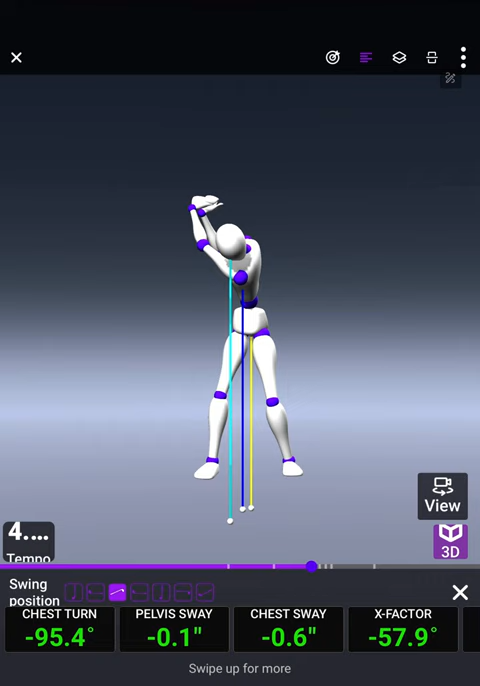 View
4....
Tempo
3D
Swing
position
CHEST TURN
PELVIS SWAY
CHEST SWAY
X-FACTOR
-95.4°
-0.1"
-0.6"
-57.9°
Swipe up for more